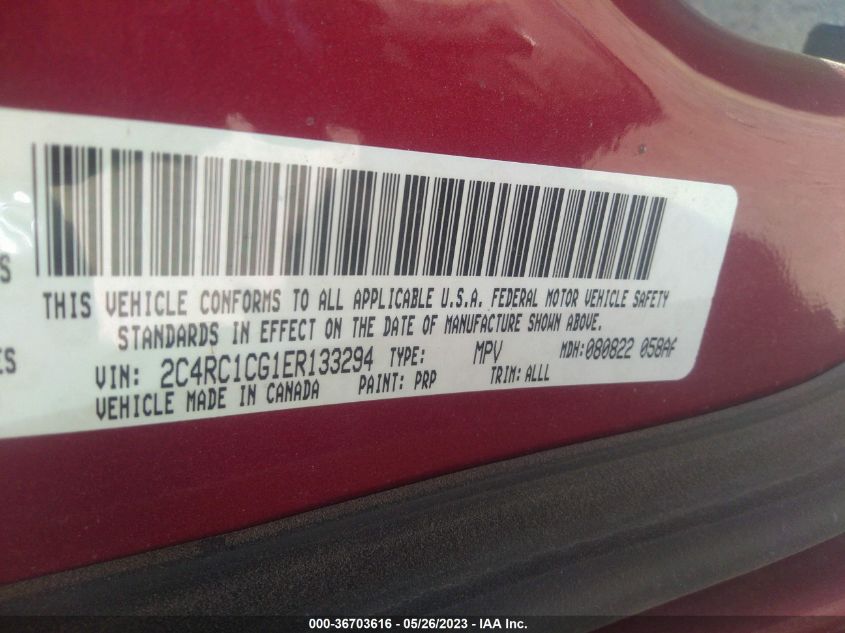 S
THIS VEHICLE CONFORMS TO ALL APPLICABLE U.S.A. FEDERAL MOTOR VEHICLE SAFETY
STANDARDS IN EFFECT ON THE DATE OF MANUFACTURE SHOWN ABOVE.
ES
VIN: 2C4RC1CG1ER133294 TYPE: MPV MDH:080822 058AF
VEHICLE MADE IN CANADA PAINT: PRP TRIM: ALLL
000-36703616 / 05/26/2023 - IAA Inc.